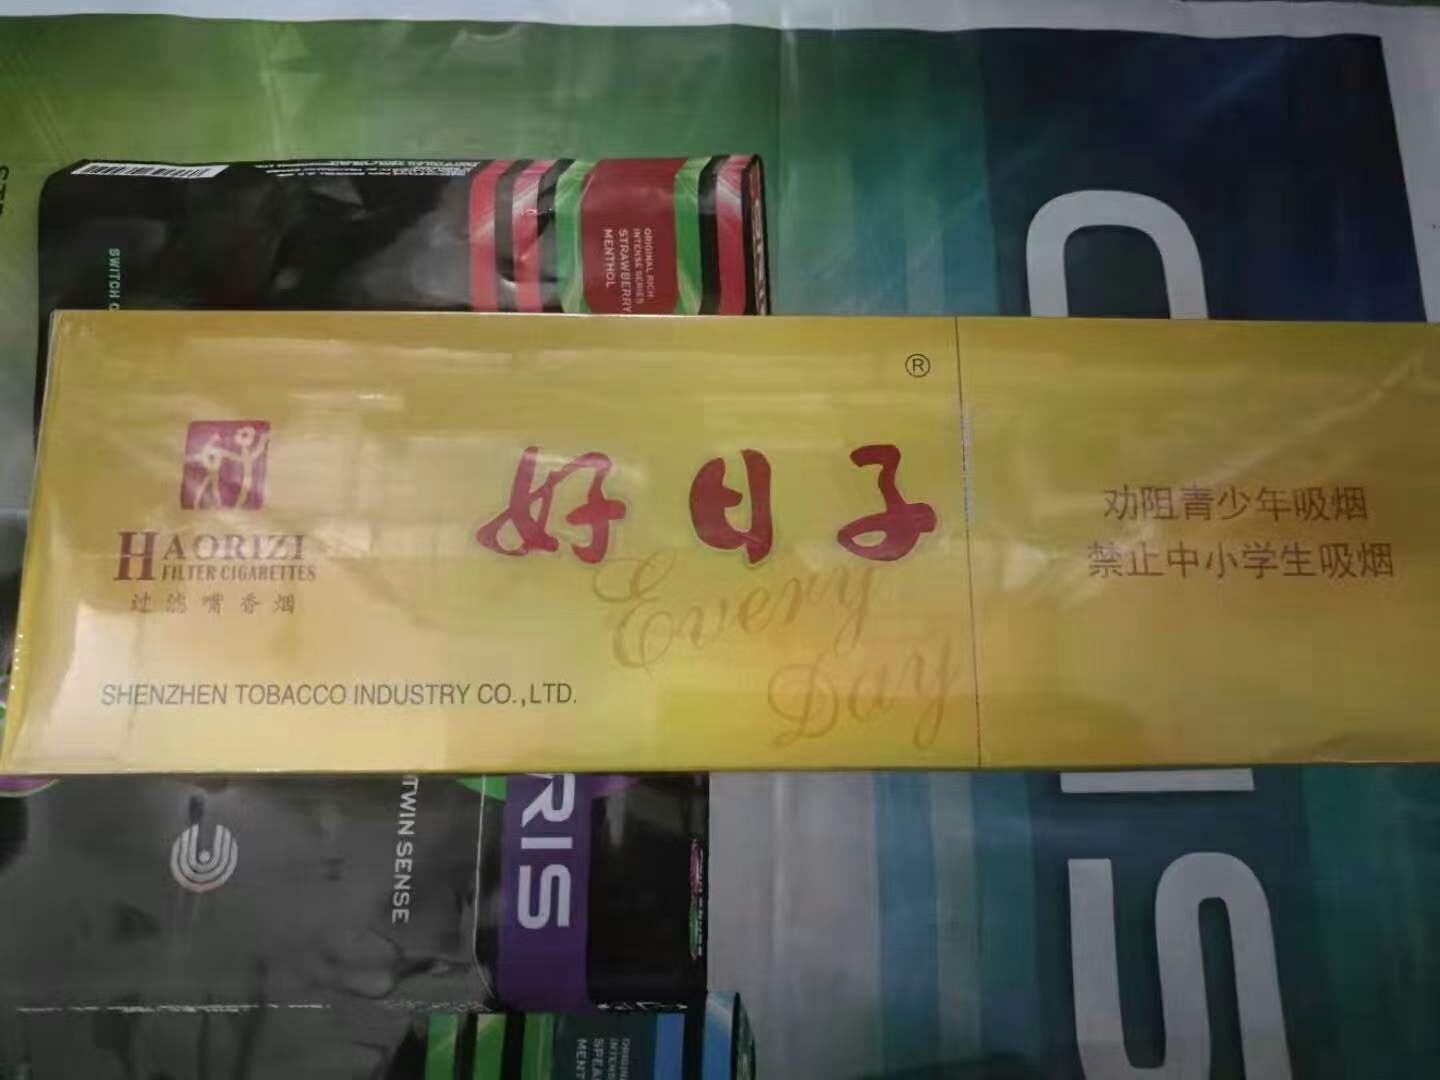 SWITCH
ORIGINAL RICH
INTENSE SERIES
STRAWBERRY
MENTHOL
®
好日子
Every
Day
HAORIZI
FILTER CIGARETTES
过滤嘴香烟
SHENZHEN TOBACCO INDUSTRY CO.,LTD.
劝阻青少年吸烟
禁止中小学生吸烟
TWIN SENSE
RIS
IS